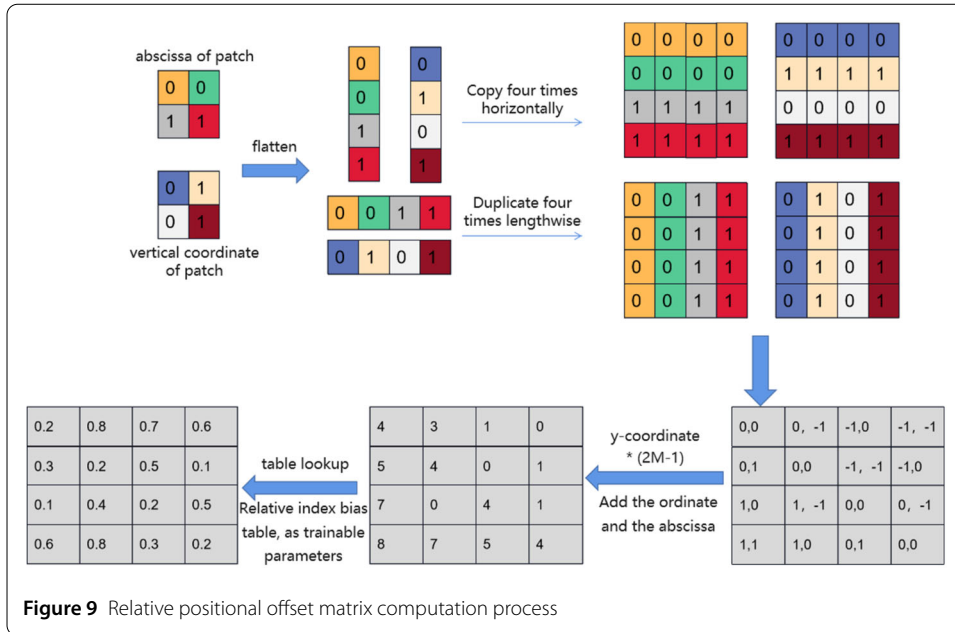 abscissa of patch
0 0
1 1
0 1
0 1
vertical coordinate
of patch
flatten
0 0
0 1
1 0
1 1
0 0 1 1
0 1 0 1
Copy four times
horizontally
Duplicate four
times lengthwise
0 0 0 0
0 0 0 0
1 1 1 1
1 1 1 1
0 0 0 0
1 1 1 1
0 0 0 0
1 1 1 1
0 0 1 1
0 0 1 1
0 0 1 1
0 0 1 1
0 1 0 1
0 1 0 1
0 1 0 1
0 1 0 1
0.2 0.8 0.7 0.6
0.3 0.2 0.5 0.1
0.1 0.4 0.2 0.5
0.6 0.8 0.3 0.2
table lookup
Relative index bias
table, as trainable
parameters
4 3 1 0
5 4 0 1
7 0 4 1
8 7 5 4
y-coordinate
* (2M-1)
Add the ordinate
and the abscissa
0,0 0, -1 -1,0 -1, -1
0,1 0,0 -1, -1 -1,0
1,0 1, -1 0,0 0, -1
1,1 1,0 0,1 0,0
Figure 9 Relative positional offset matrix computation process